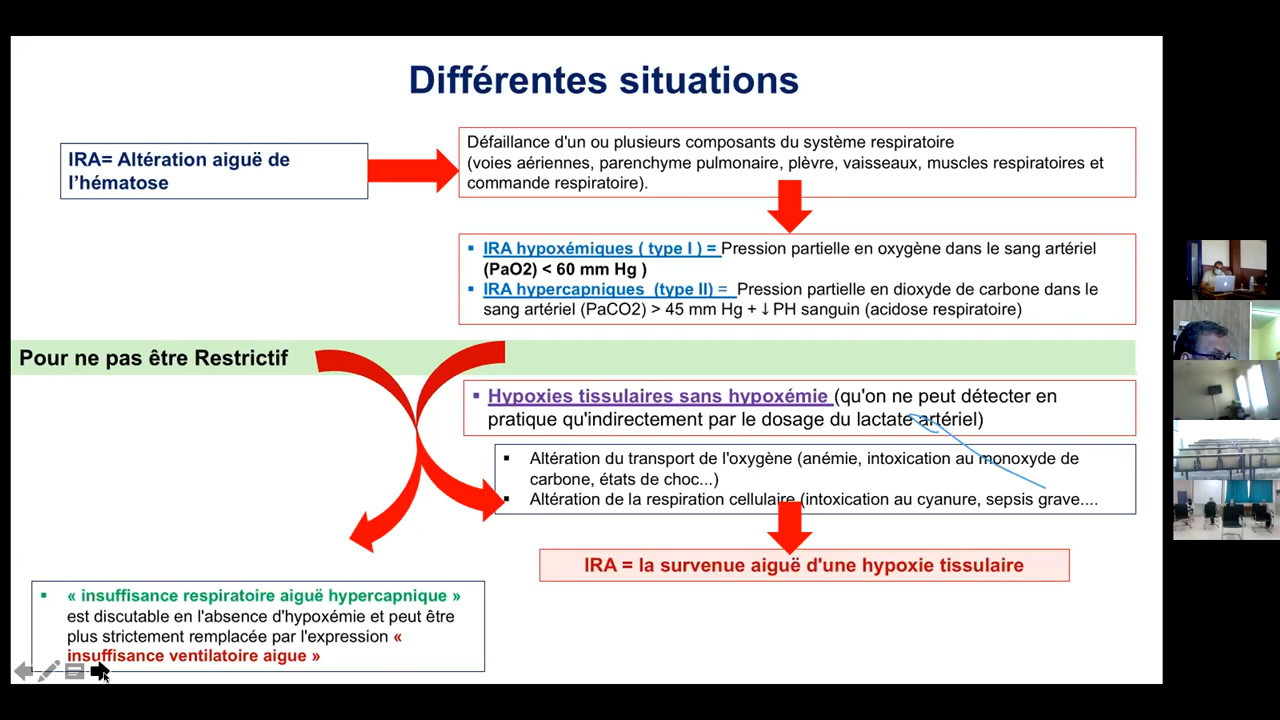 Différentes situations
IRA= Altération aiguë de
l’hématose
Défaillance d'un ou plusieurs composants du système respiratoire
(voies aériennes, parenchyme pulmonaire, plèvre, vaisseaux, muscles respiratoires et
commande respiratoire).
▪ IRA hypoxémiques ( type I ) = Pression partielle en oxygène dans le sang artériel
(PaO2) < 60 mm Hg )
▪ IRA hypercapniques (type II) = Pression partielle en dioxyde de carbone dans le
sang artériel (PaCO2) > 45 mm Hg + ↓ PH sanguin (acidose respiratoire)
Pour ne pas être Restrictif
▪ Hypoxies tissulaires sans hypoxémie (qu'on ne peut détecter en
pratique qu'indirectement par le dosage du lactate artériel)
▪ Altération du transport de l'oxygène (anémie, intoxication au monoxyde de
carbone, états de choc...)
▪ Altération de la respiration cellulaire (intoxication au cyanure, sepsis grave....
IRA = la survenue aiguë d'une hypoxie tissulaire
▪ « insuffisance respiratoire aiguë hypercapnique »
est discutable en l'absence d'hypoxémie et peut être
plus strictement remplacée par l'expression «
insuffisance ventilatoire aigue »